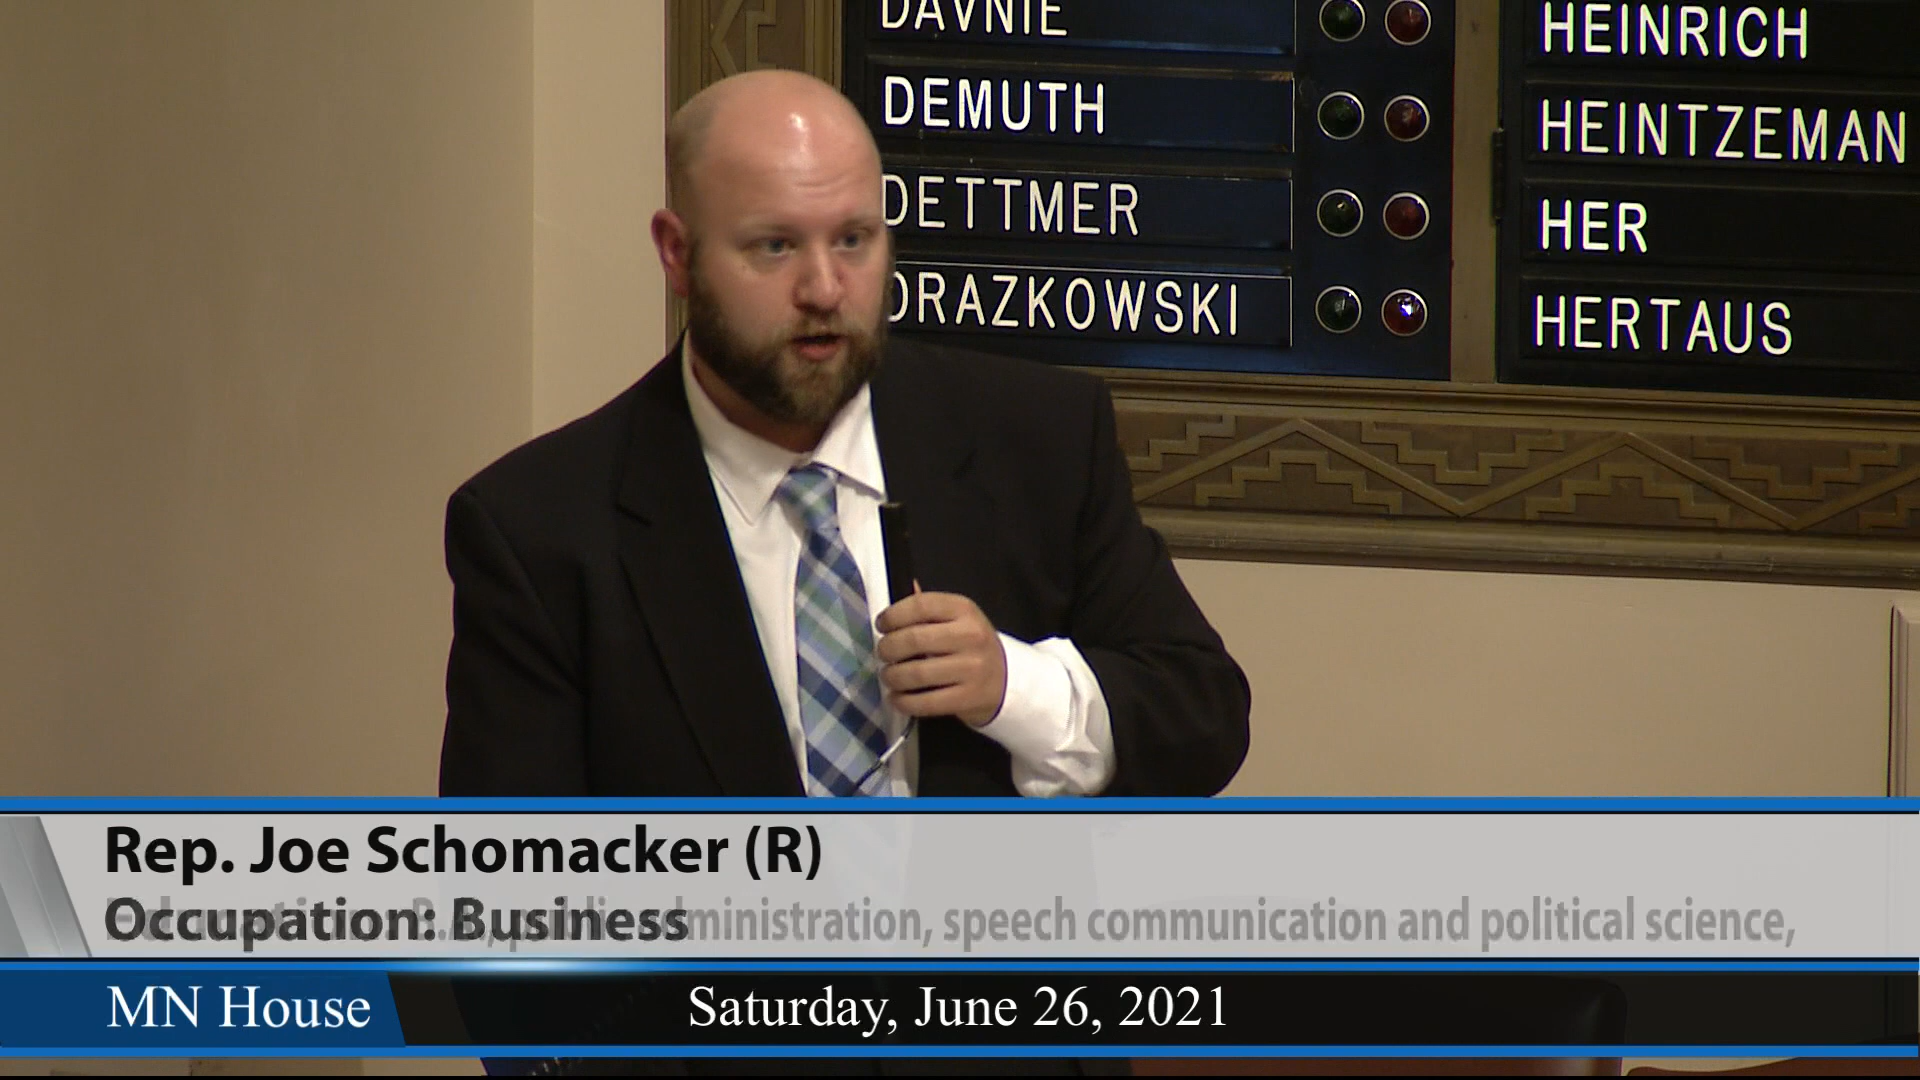 DAVNIE
DEMUTH
DETTMER
DRAZKOWSKI
HEINRICH
HEINTZEMAN
HER
HERTAUS
Rep. Joe Schomacker (R)
Occupation: Business
administration, speech communication and political science,
MN House
Saturday, June 26, 2021